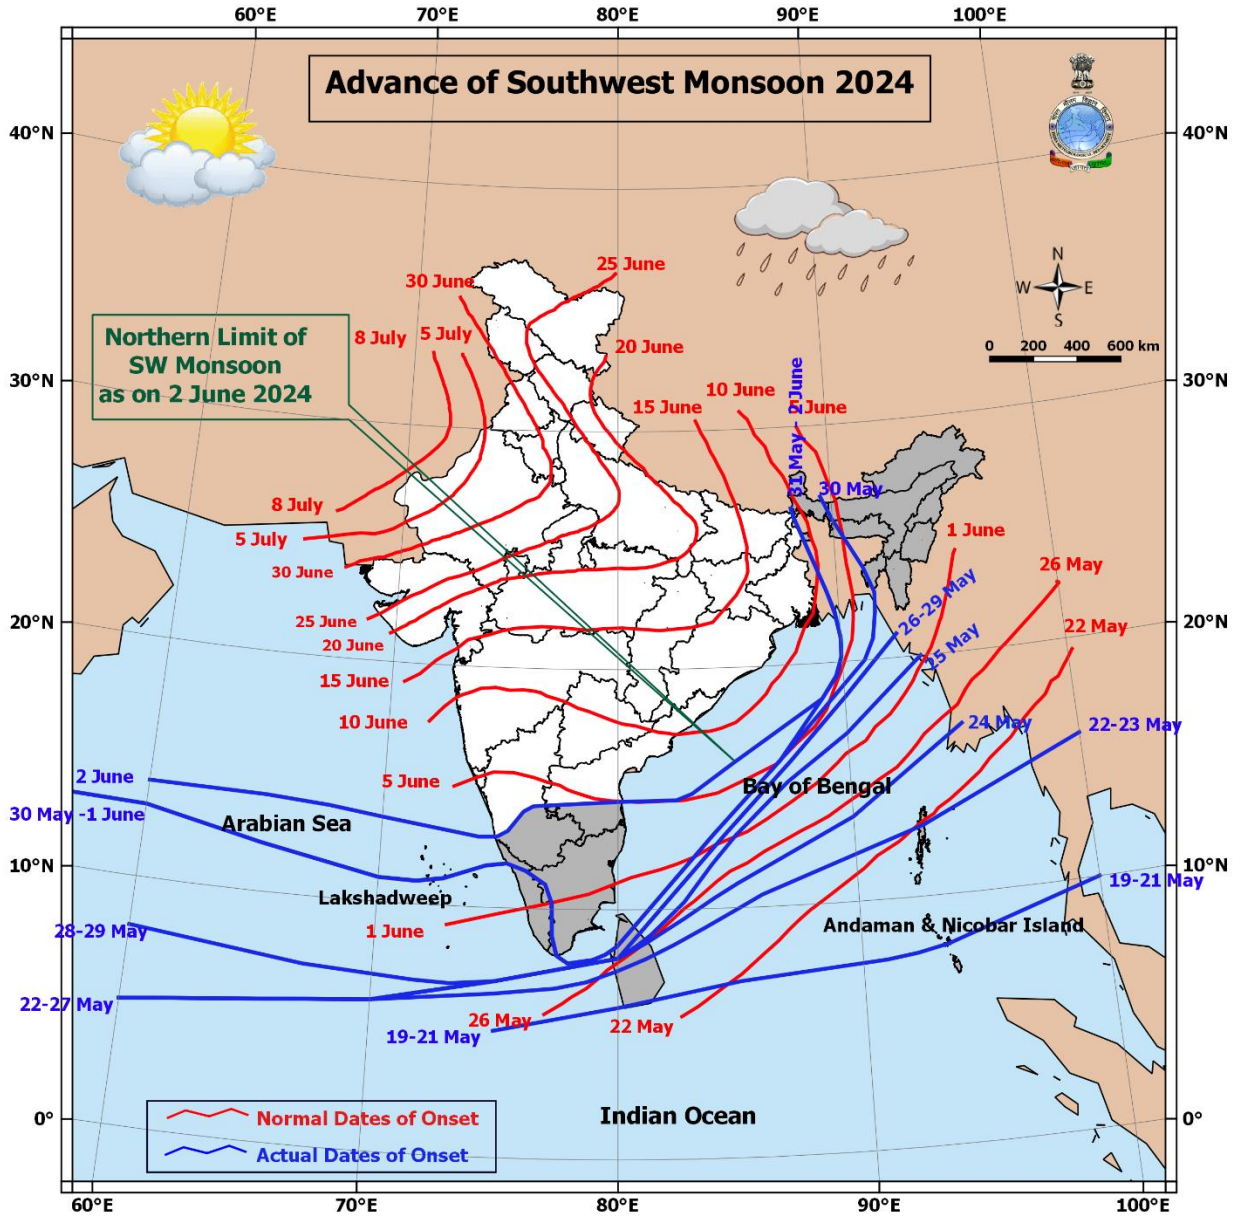 60°E 70°E 80°E 90°E 100°E
Advance of Southwest Monsoon 2024
40°N 40°N
N
W E
S
25 June
30 June
Northern Limit of
SW Monsoon
as on 2 June 2024
8 July 5 July
20 June
0 200 400 600 km
30°N 30°N
10 June
15 June
June
31 May - 2 June
30 May
8 July
5 July
1 June
26 May
30 June
25 June
20 June
20°N 20°N
26-29 May
25 May
22 May
15 June
10 June
24 May
22-23 May
2 June
5 June
Bay of Bengal
30 May -1 June
Arabian Sea
10°N 10°N
19-21 May
Lakshadweep
1 June
28-29 May
Andaman & Nicobar Island
22-27 May
26 May
22 May
19-21 May
0° 0°
Indian Ocean
Normal Dates of Onset
Actual Dates of Onset
60°E 70°E 80°E 90°E 100°E